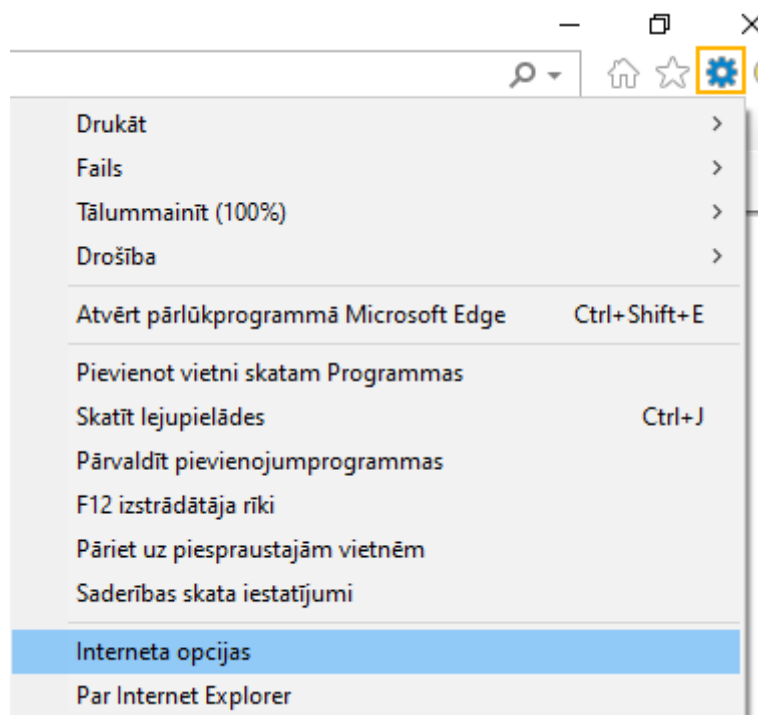 Drukāt
Fails
Tālummainīt (100%)
Drošība
Atvērt pārlūkprogrammā Microsoft Edge Ctrl+Shift+E
Pievienot vietni skatam Programmas
Skatīt lejupielādes Ctrl+J
Pārvaldīt pievienojumprogrammas
F12 izstrādātāja rīki
Pāriet uz piespraustajām vietnēm
Saderības skata iestatījumi
Interneta opcijas
Par Internet Explorer